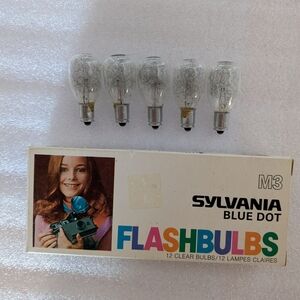 M3
SYLVANIA
BLUE DOT
FLASHBULBS
12 CLEAR BULBS/12 LAMPES CLAIRES